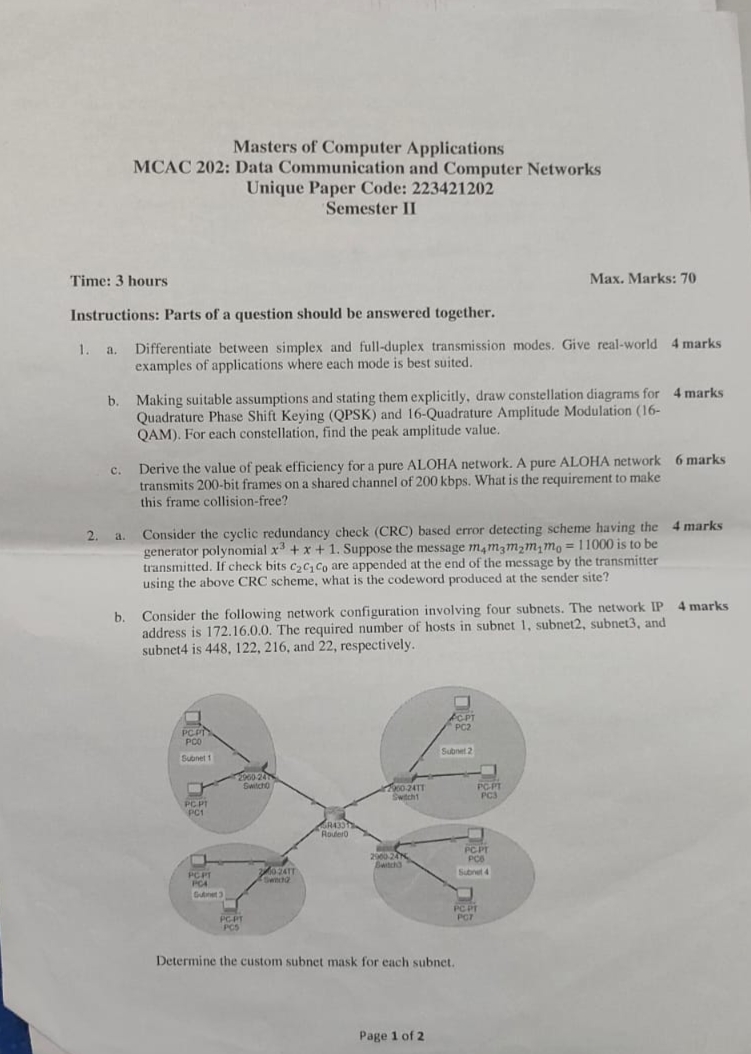 Masters of Computer Applications
MCAC 202: Data Communication and Computer Networks
Unique Paper Code: 223421202
Semester II
Time: 3 hours Max. Marks: 70
Instructions: Parts of a question should be answered together.
1. a. Differentiate between simplex and full-duplex transmission modes. Give real-world 4 marks
examples of applications where each mode is best suited.
b. Making suitable assumptions and stating them explicitly, draw constellation diagrams for 4 marks
Quadrature Phase Shift Keying (QPSK) and 16-Quadrature Amplitude Modulation (16-
QAM). For each constellation, find the peak amplitude value.
c. Derive the value of peak efficiency for a pure ALOHA network. A pure ALOHA network 6 marks
transmits 200-bit frames on a shared channel of 200 kbps. What is the requirement to make
this frame collision-free?
2. a. Consider the cyclic redundancy check (CRC) based error detecting scheme having the 4 marks
generator polynomial x³ + x + 1. Suppose the message m₄m₃m₂m₁m₀ = 11000 is to be
transmitted. If check bits c₂c₁c₀ are appended at the end of the message by the transmitter
using the above CRC scheme, what is the codeword produced at the sender site?
b. Consider the following network configuration involving four subnets. The network IP 4 marks
address is 172.16.0.0. The required number of hosts in subnet 1, subnet2, subnet3, and
subnet4 is 448, 122, 216, and 22, respectively.
PC-PT
PC0
Subnet 1
Switch0
PC-PT
PC1
PC-PT
PC2
Subnet 2
2960-24TT
Switch1
PC-PT
PC3
Router0
PC-PT
PC4
Subnet 3
2960-24TT
Switch2
PC-PT
PC5
Switch3
PC-PT
PC6
Subnet 4
PC-PT
PC7
Determine the custom subnet mask for each subnet.
Page 1 of 2